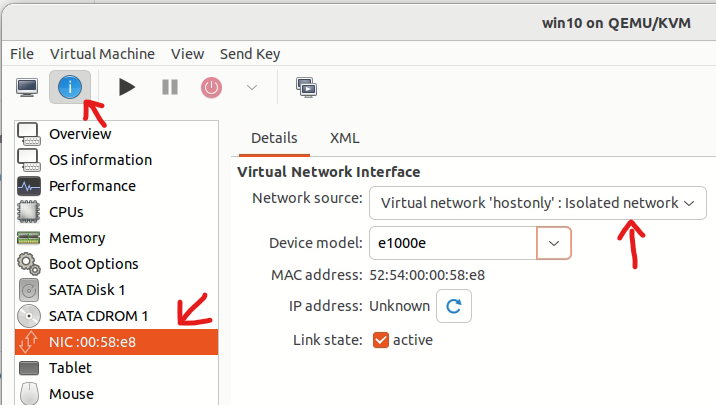 win10 on QEMU/KVM
File Virtual Machine View Send Key
Overview
OS information
Performance
CPUs
Memory
Boot Options
SATA Disk 1
SATA CDROM 1
NIC :00:58:e8
Tablet
Mouse
Details XML
Virtual Network Interface
Network source: Virtual network 'hostonly' : Isolated network
Device model: e1000e
MAC address: 52:54:00:00:58:e8
IP address: Unknown
Link state: active